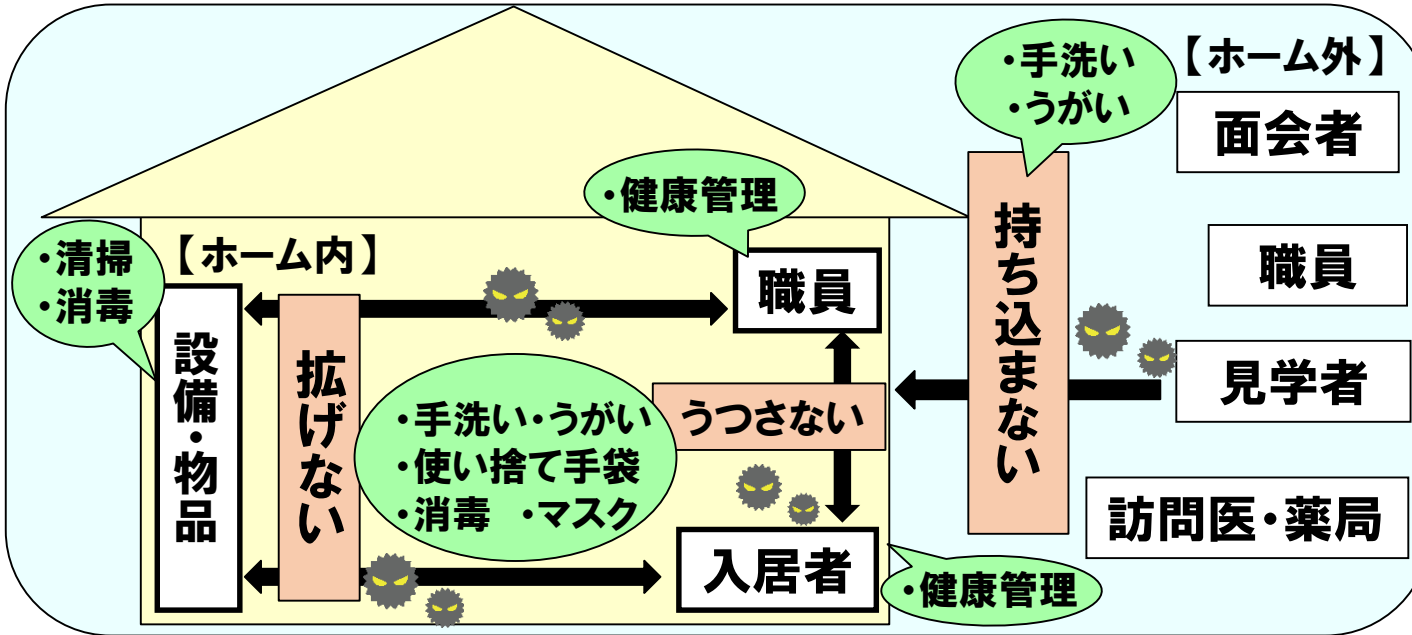 ・手洗い
・うがい
【ホーム外】
面会者
職員
見学者
訪問医・薬局
持ち込まない
・健康管理
【ホーム内】
・清掃
・消毒
職員
設備・物品
拡げない
うつさない
・手洗い・うがい
・使い捨て手袋
・消毒 ・マスク
入居者
・健康管理